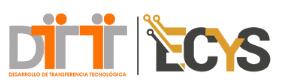 DTT
DESARROLLO DE TRANSFERENCIA TECNOLÓGICA
ECYS